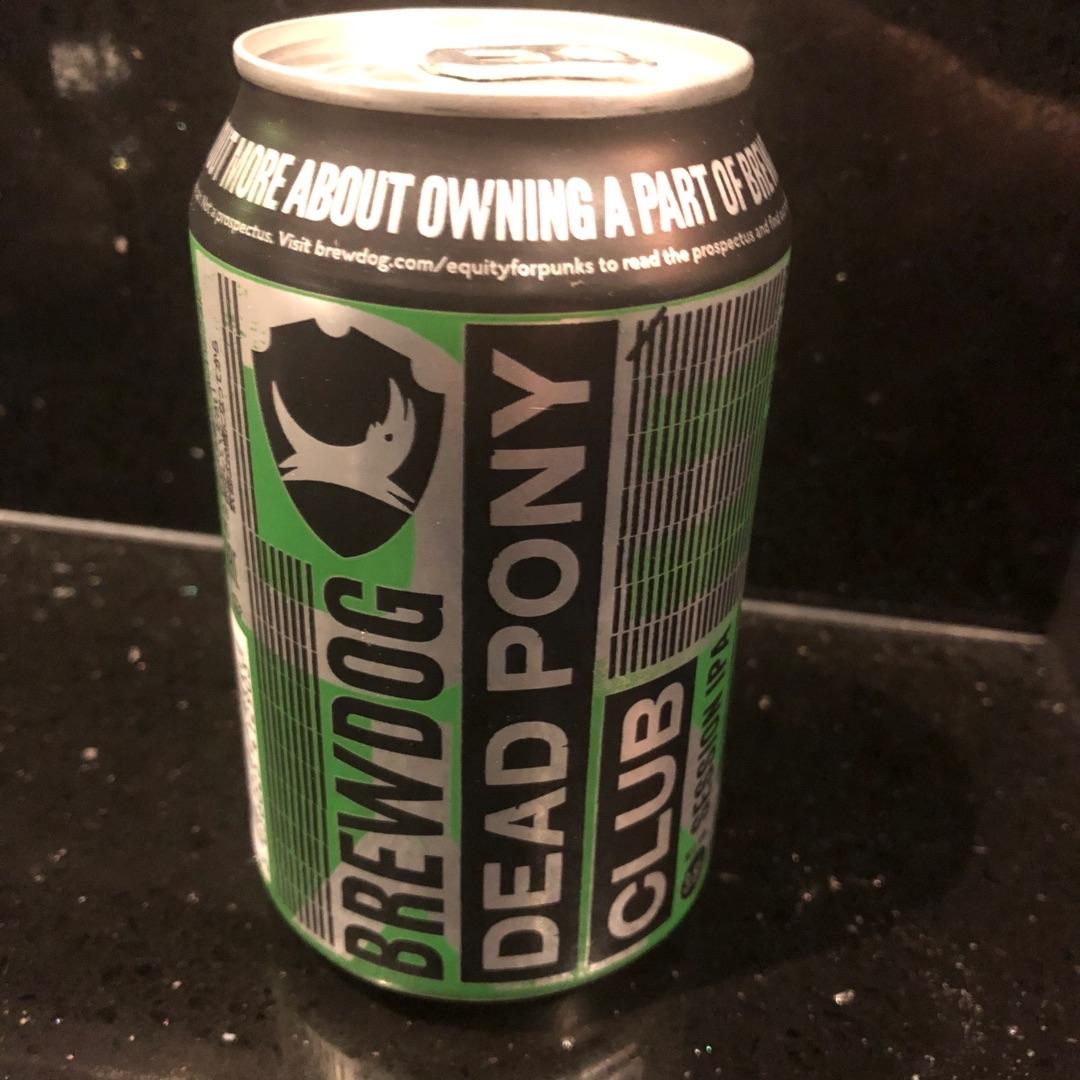 MORE ABOUT OWNING A PART OF
prospectus. Visit brewdog.com/equityforpunks to read the prospectus and
BREWDOG
DEAD PONY
CLUB
SESSION IPA